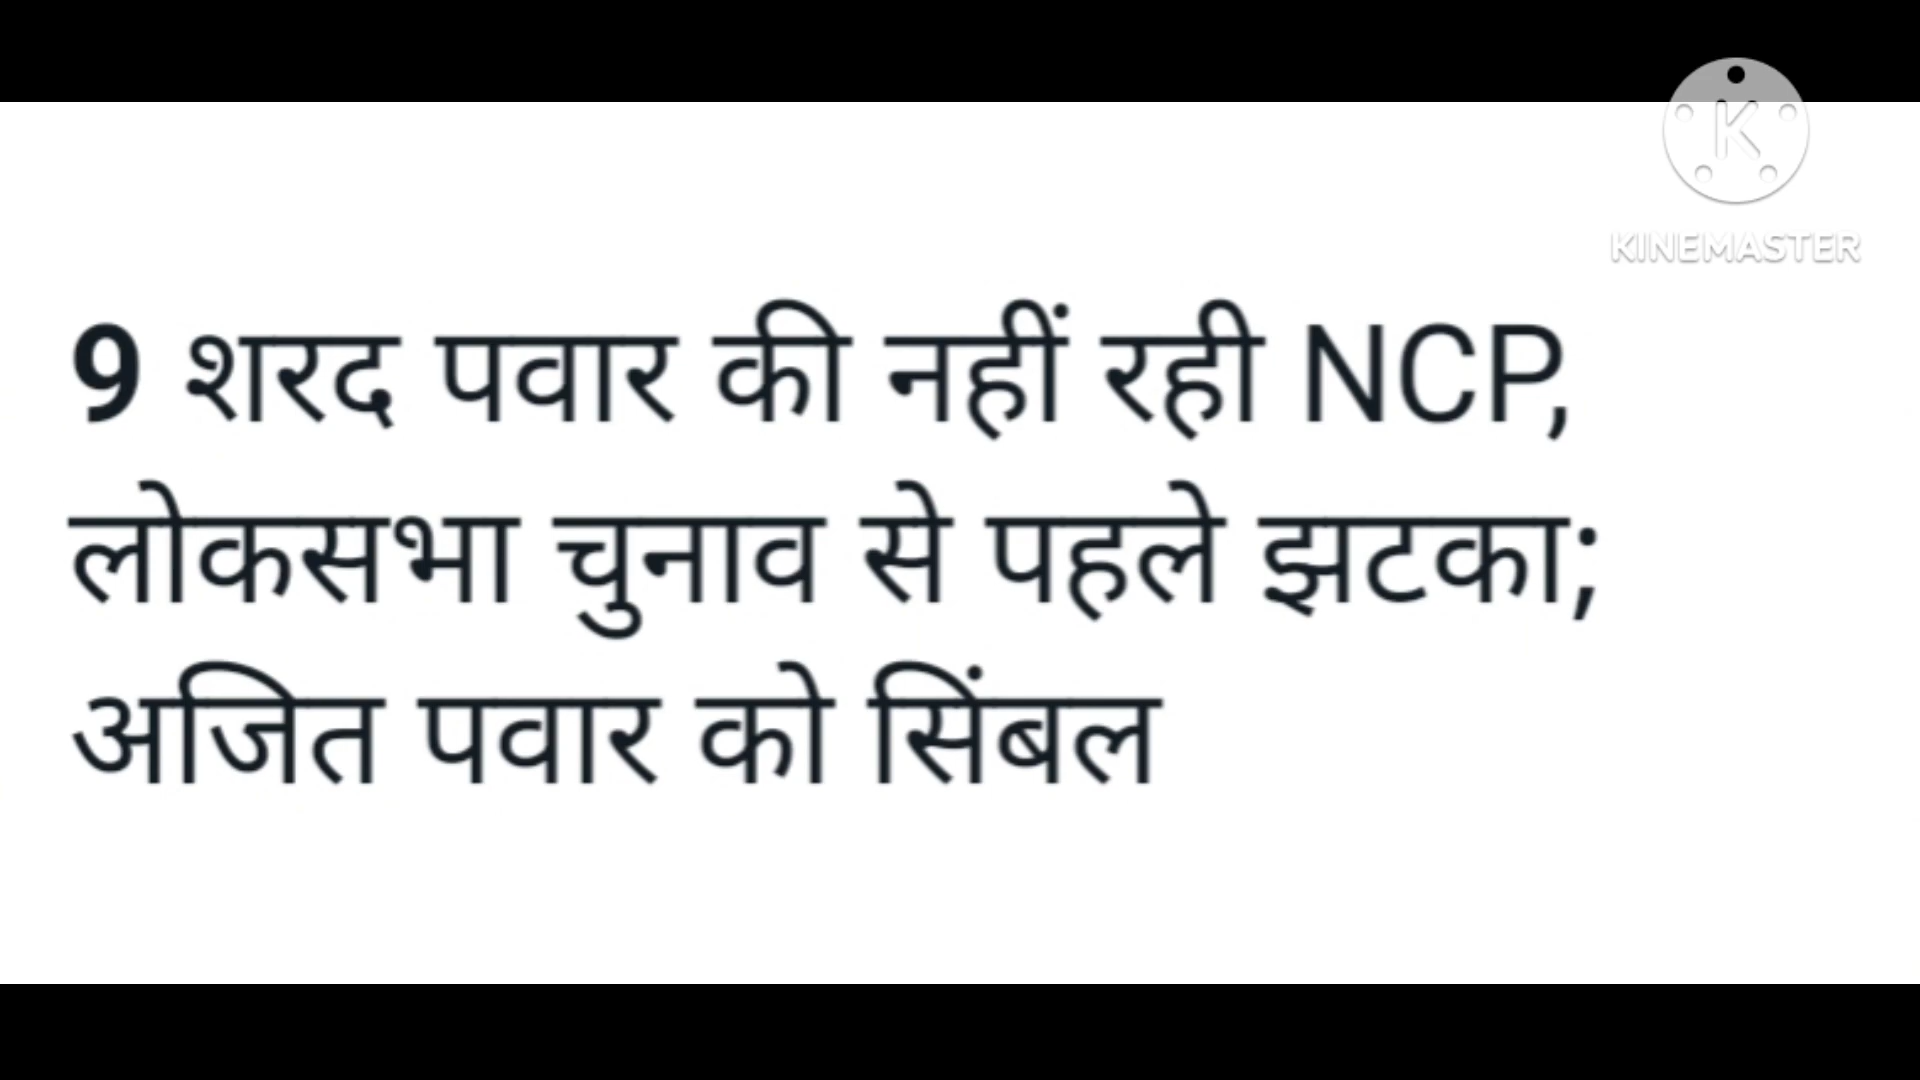 K
KINEMASTER
9 शरद पवार की नहीं रही NCP,
लोकसभा चुनाव से पहले झटका;
अजित पवार को सिंबल